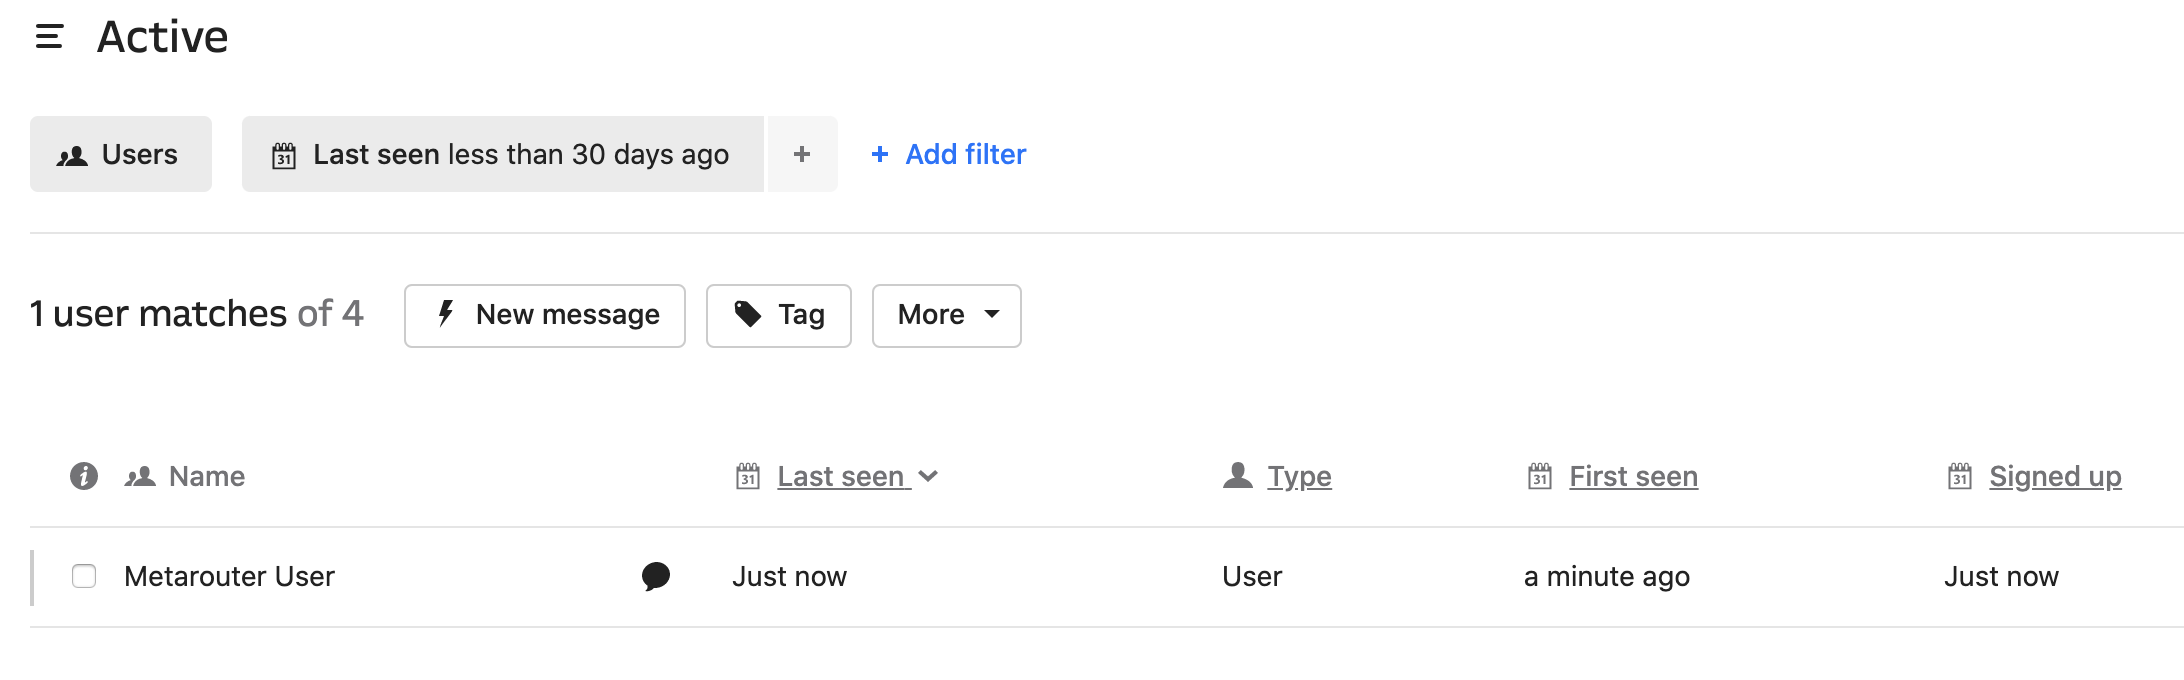 Active
Users Last seen less than 30 days ago + + Add filter
1 user matches of 4 New message Tag More
i Name 31 Last seen Type 31 First seen 31 Signed up
Metarouter User Just now User a minute ago Just now